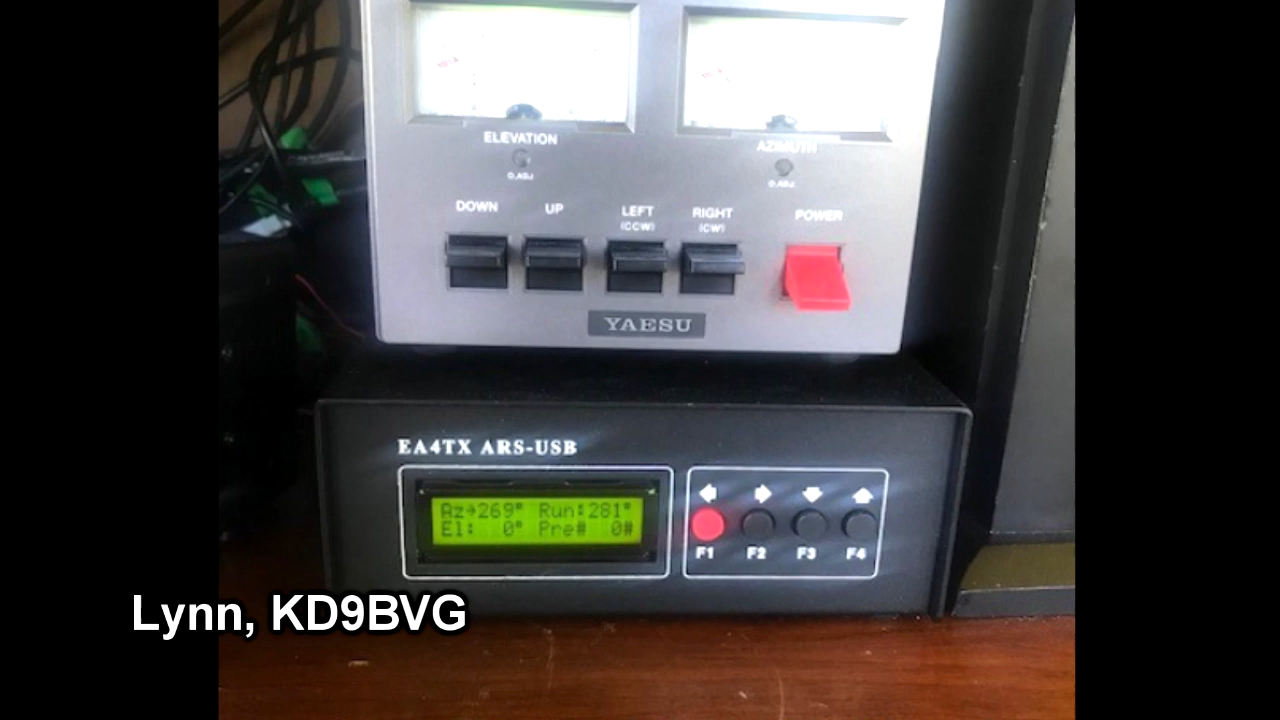 ELEVATION
AZIMUTH
O.ADJ
O.ADJ.
DOWN UP LEFT RIGHT POWER
(CCW) (CW)
YAESU
EA4TX ARS-USB
Az→269° Run:281°
El: 0° Pre# 0#
F1 F2 F3 F4
Lynn, KD9BVG